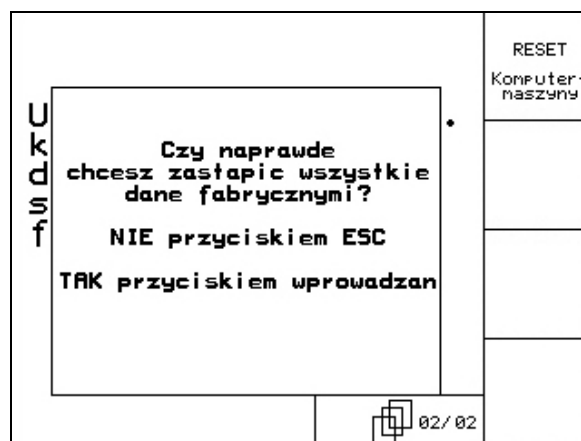 RESET
Komputer-
maszyny
U
k
d
s
f
.
Czy naprawde
chcesz zastapic wszystkie
dane fabrycznymi?
NIE przyciskiem ESC
TAK przyciskiem wprowadzan
02/02